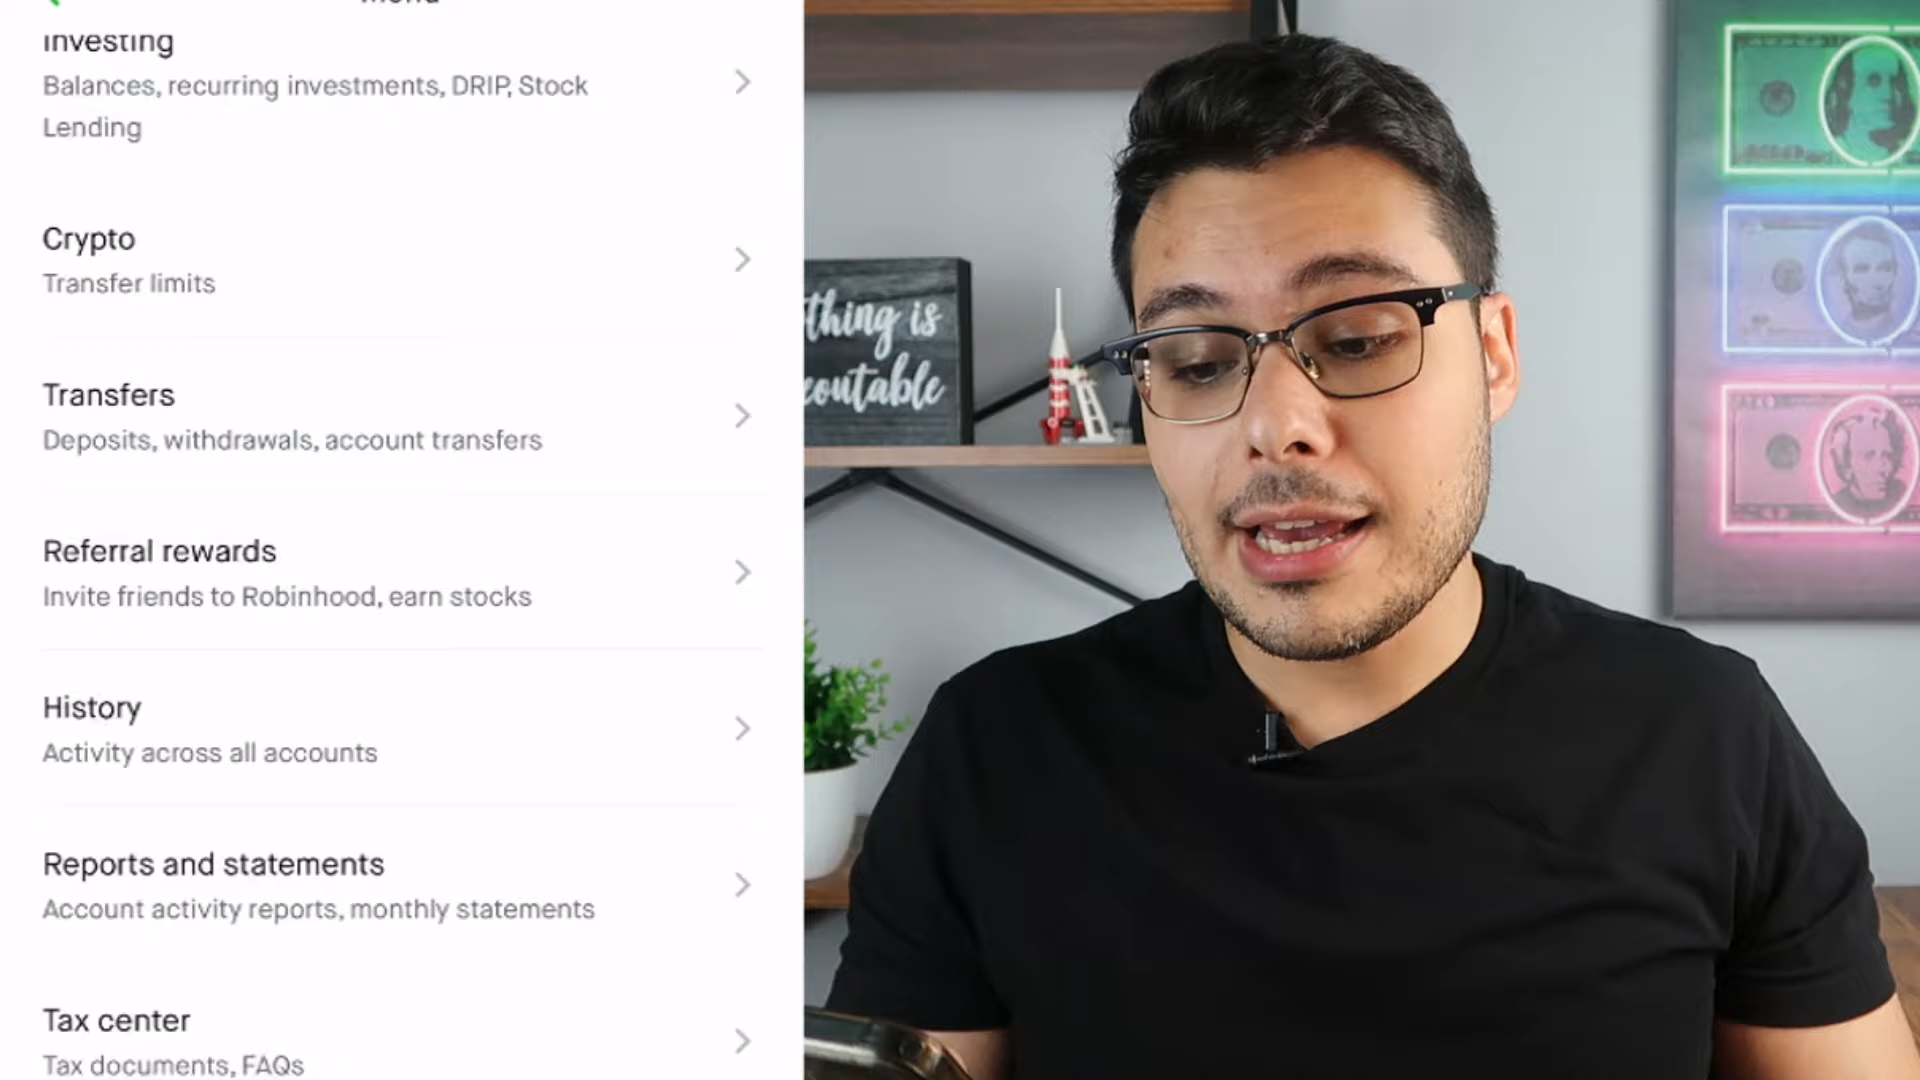 Menu
Investing
Balances, recurring investments, DRIP, Stock
Lending
Crypto
Transfer limits
Transfers
Deposits, withdrawals, account transfers
Referral rewards
Invite friends to Robinhood, earn stocks
History
Activity across all accounts
Reports and statements
Account activity reports, monthly statements
Tax center
Tax documents, FAQs
thing is